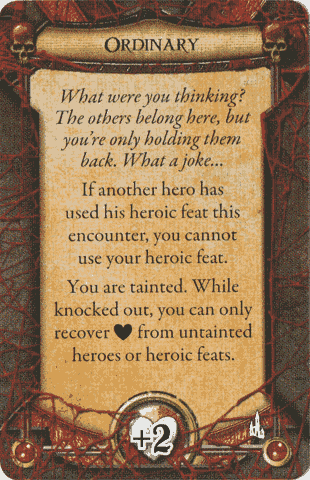 ORDINARY
What were you thinking?
The others belong here, but
you're only holding them
back. What a joke...
If another hero has
used his heroic feat this
encounter, you cannot
use your heroic feat.
You are tainted. While
knocked out, you can only
recover ♥ from untainted
heroes or heroic feats.
+2